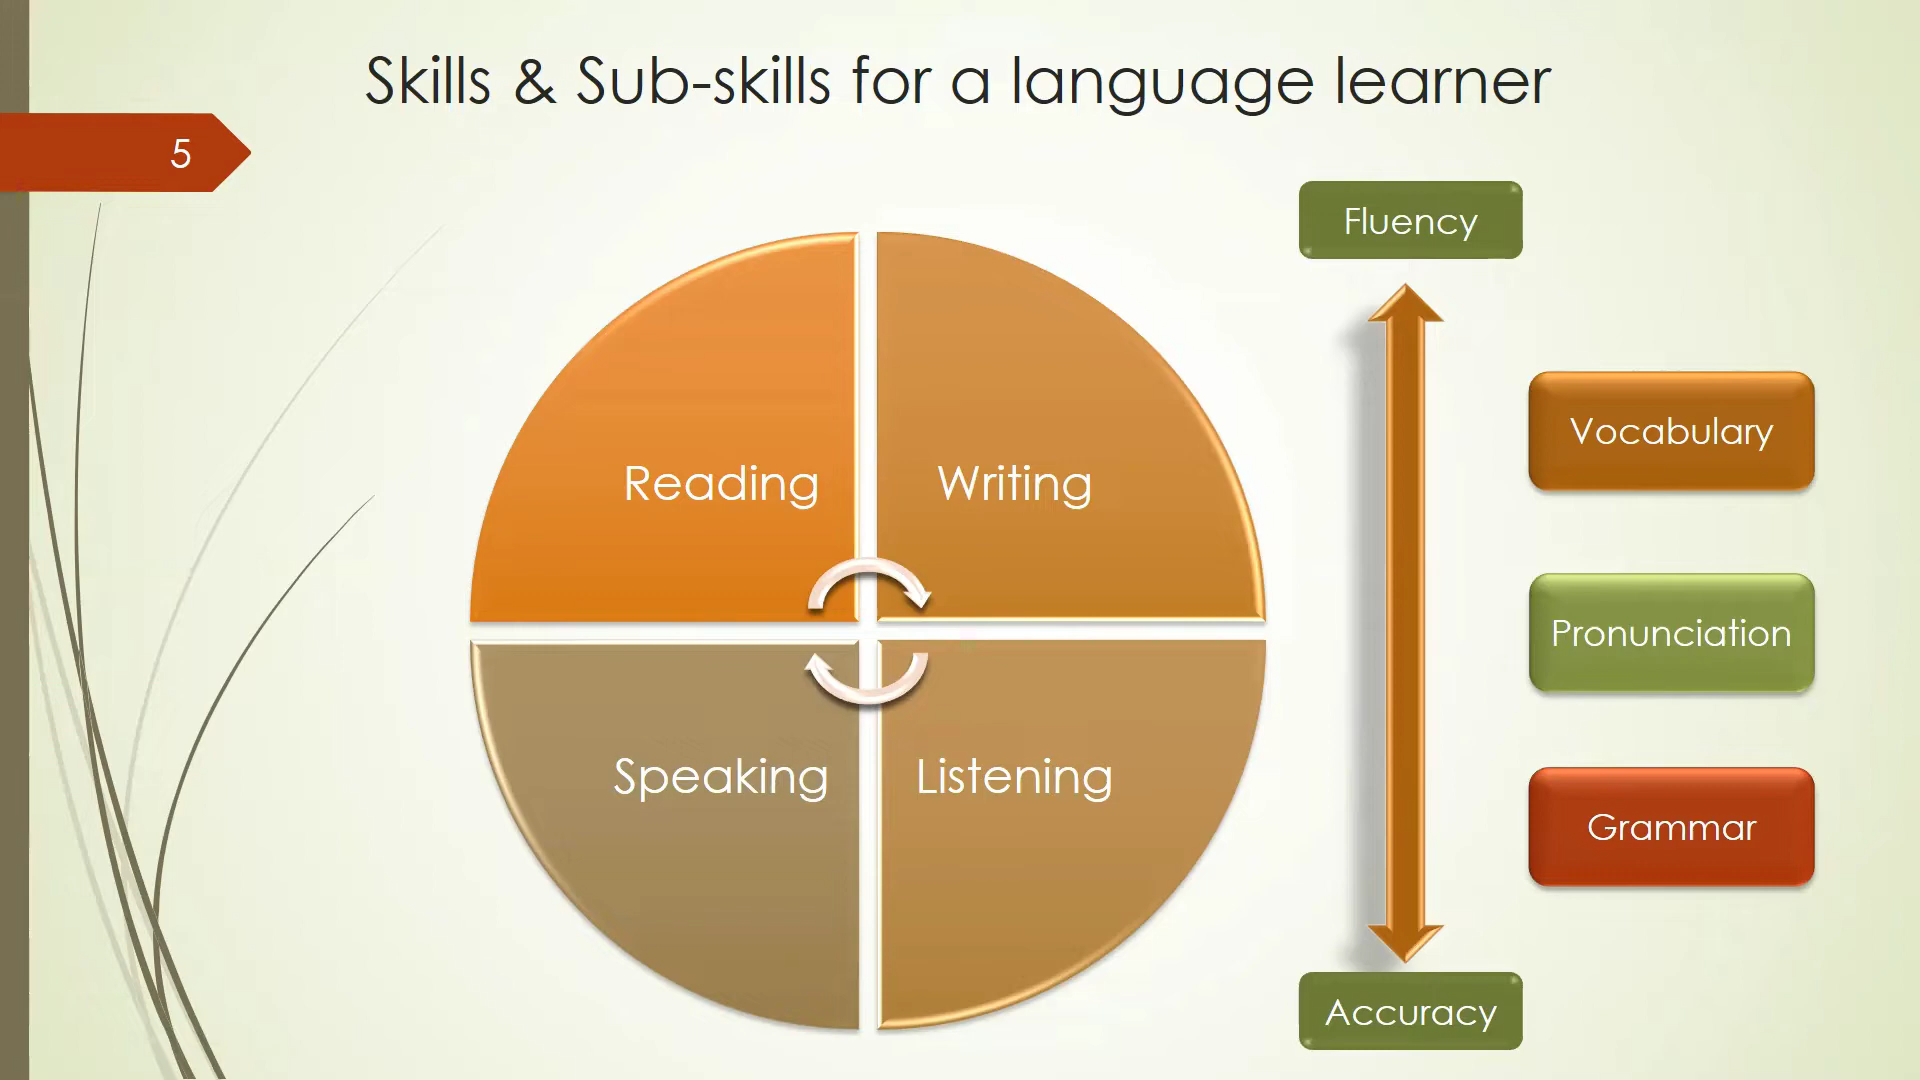 Skills & Sub-skills for a language learner
5
Reading
Writing
Speaking
Listening
Fluency
Vocabulary
Pronunciation
Grammar
Accuracy